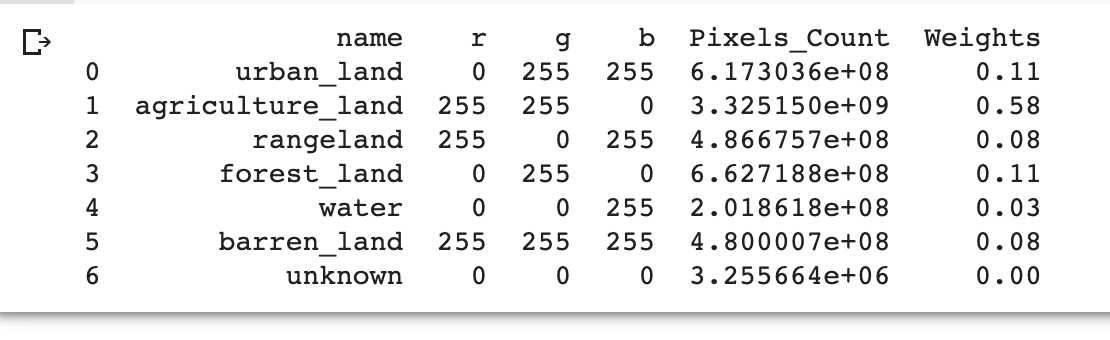 name r g b Pixels_Count Weights
0 urban_land 0 255 255 6.173036e+08 0.11
1 agriculture_land 255 255 0 3.325150e+09 0.58
2 rangeland 255 0 255 4.866757e+08 0.08
3 forest_land 0 255 0 6.627188e+08 0.11
4 water 0 0 255 2.018618e+08 0.03
5 barren_land 255 255 255 4.800007e+08 0.08
6 unknown 0 0 0 3.255664e+06 0.00